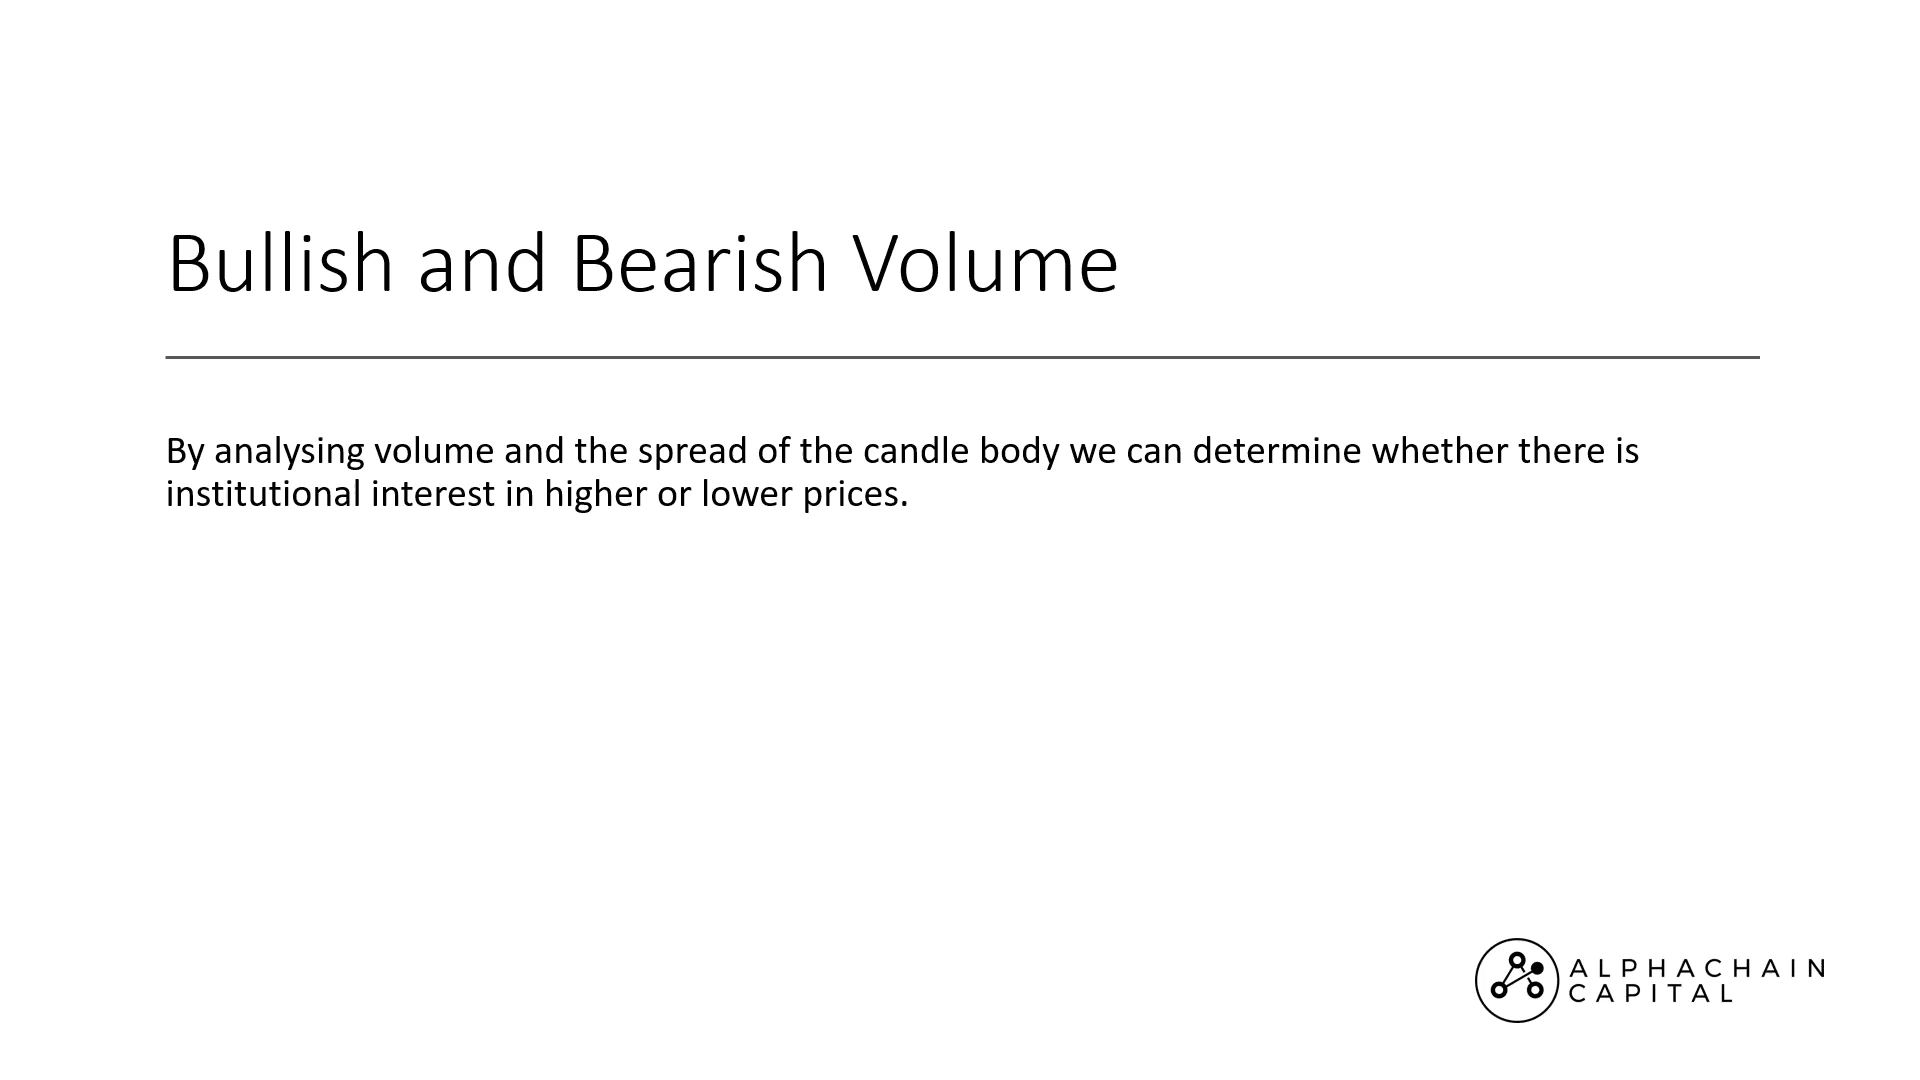 Bullish and Bearish Volume
By analysing volume and the spread of the candle body we can determine whether there is
institutional interest in higher or lower prices.
ALPHACHAIN
CAPITAL